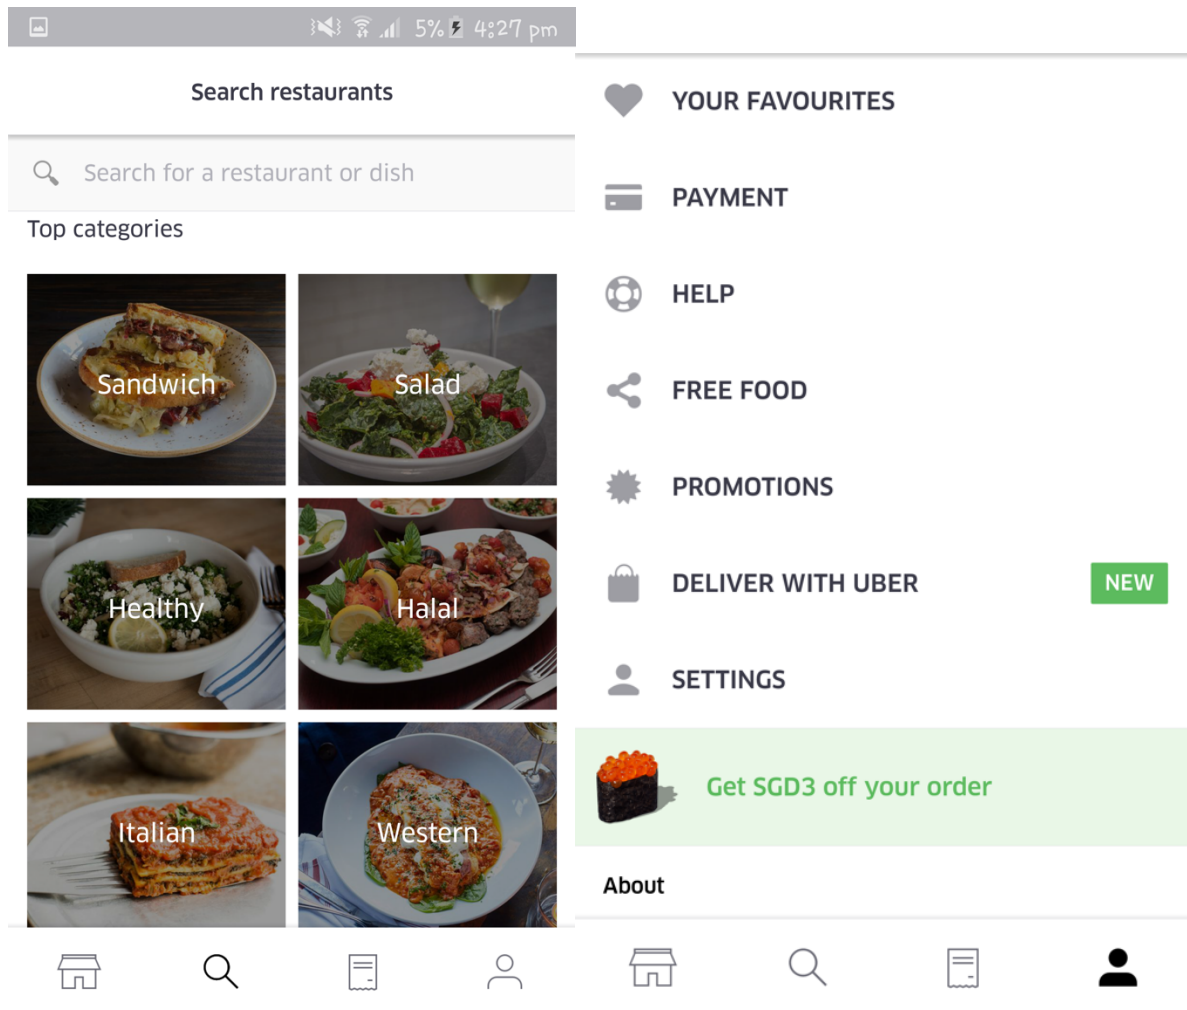 5% 4:27 pm
Search restaurants
Search for a restaurant or dish
Top categories
Sandwich
Salad
Healthy
Halal
Italian
Western
YOUR FAVOURITES
PAYMENT
HELP
FREE FOOD
PROMOTIONS
DELIVER WITH UBER
NEW
SETTINGS
Get SGD3 off your order
About